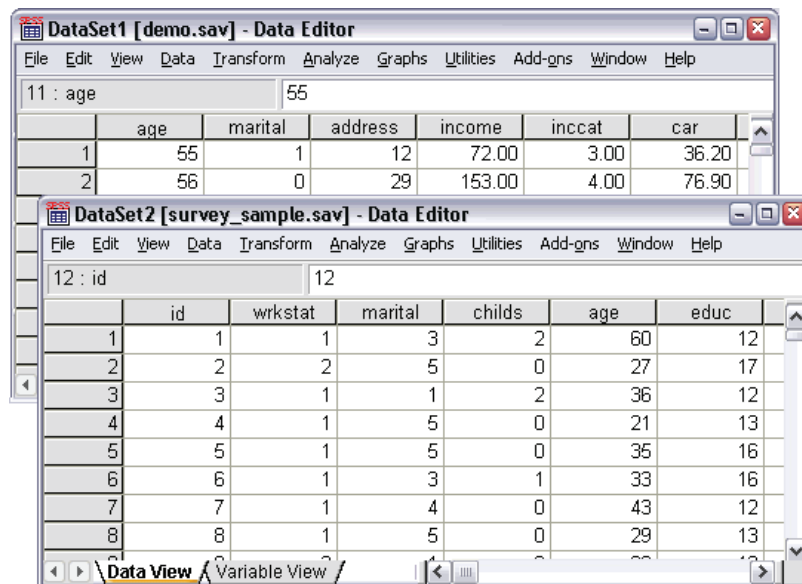 DataSet1 [demo.sav] - Data Editor
File Edit View Data Transform Analyze Graphs Utilities Add-ons Window Help
11 : age 55
age marital address income inccat car
1 55 1 12 72.00 3.00 36.20
2 56 0 29 153.00 4.00 76.90
DataSet2 [survey_sample.sav] - Data Editor
File Edit View Data Transform Analyze Graphs Utilities Add-ons Window Help
12 : id 12
id wrkstat marital childs age educ
1 1 1 3 2 60 12
2 2 2 5 0 27 17
3 3 1 1 2 36 12
4 4 1 5 0 21 13
5 5 1 5 0 35 16
6 6 1 3 1 33 16
7 7 1 4 0 43 12
8 8 1 5 0 29 13
Data View Variable View